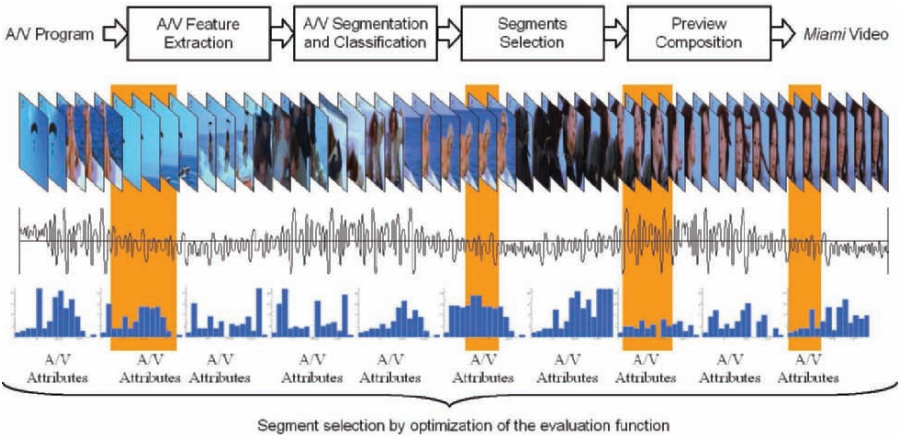 A/V Program
A/V Feature
Extraction
A/V Segmentation
and Classification
Segments
Selection
Preview
Composition
Miami Video
A/V
Attributes
A/V
Attributes
A/V
Attributes
A/V
Attributes
A/V
Attributes
A/V
Attributes
A/V
Attributes
A/V
Attributes
A/V
Attributes
A/V
Attributes
Segment selection by optimization of the evaluation function